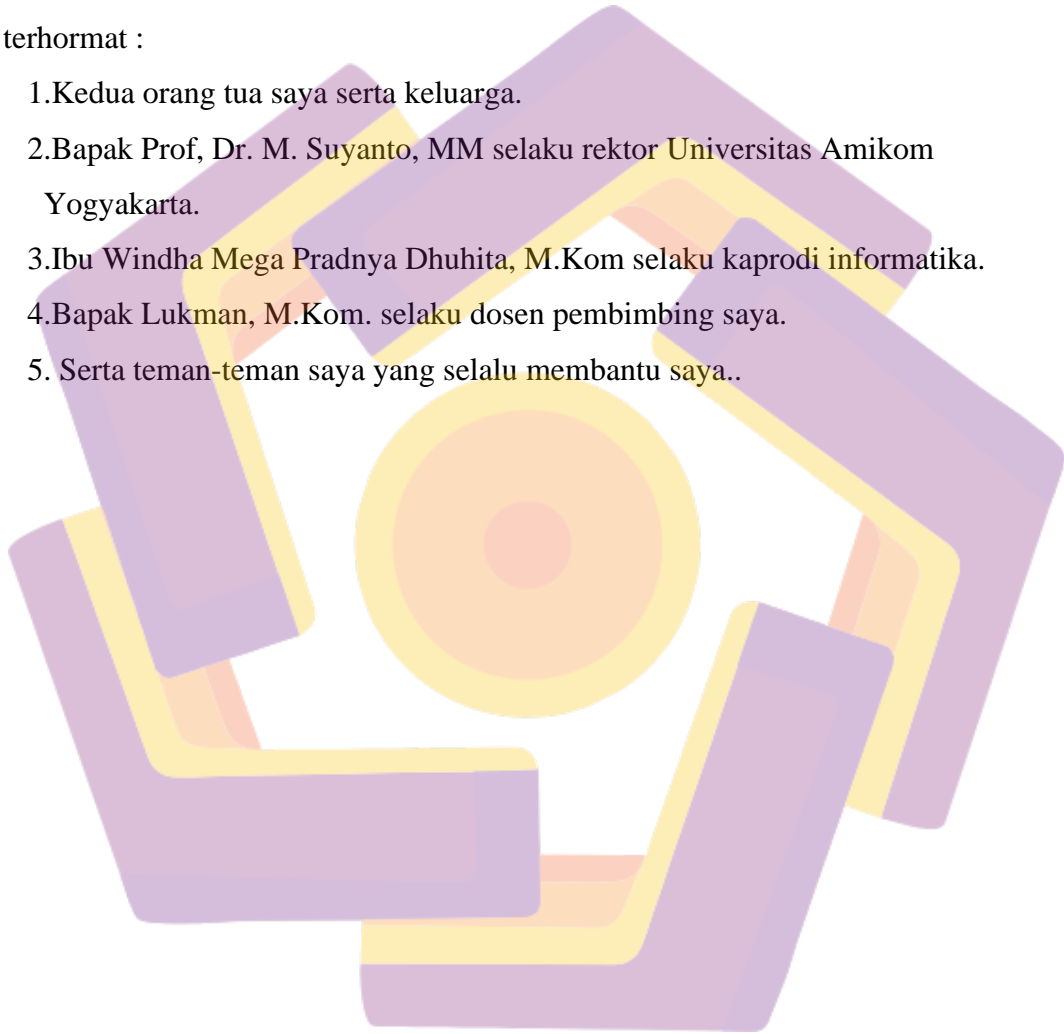 terhormat :
1.Kedua orang tua saya serta keluarga.
2.Bapak Prof, Dr. M. Suyanto, MM selaku rektor Universitas Amikom
Yogyakarta.
3.Ibu Windha Mega Pradnya Dhuhita, M.Kom selaku kaprodi informatika.
4.Bapak Lukman, M.Kom. selaku dosen pembimbing saya.
5. Serta teman-teman saya yang selalu membantu saya..